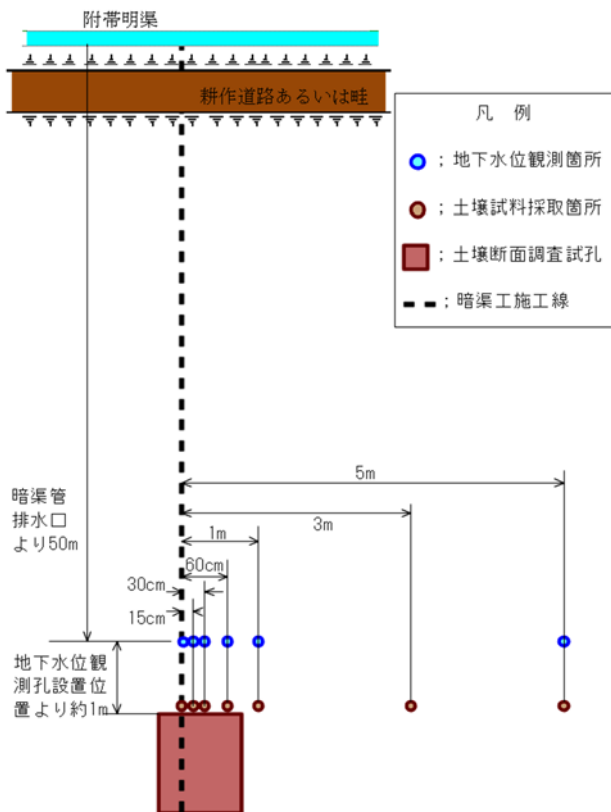 附帯明渠
耕作道路あるいは畦
凡 例
；地下水位観測箇所
；土壌試料採取箇所
；土壌断面調査試孔
；暗渠工施工線
5m
3m
1m
60cm
30cm
15cm
暗渠管
排水口
より50m
地下水位観
測孔設置位
置より約1m